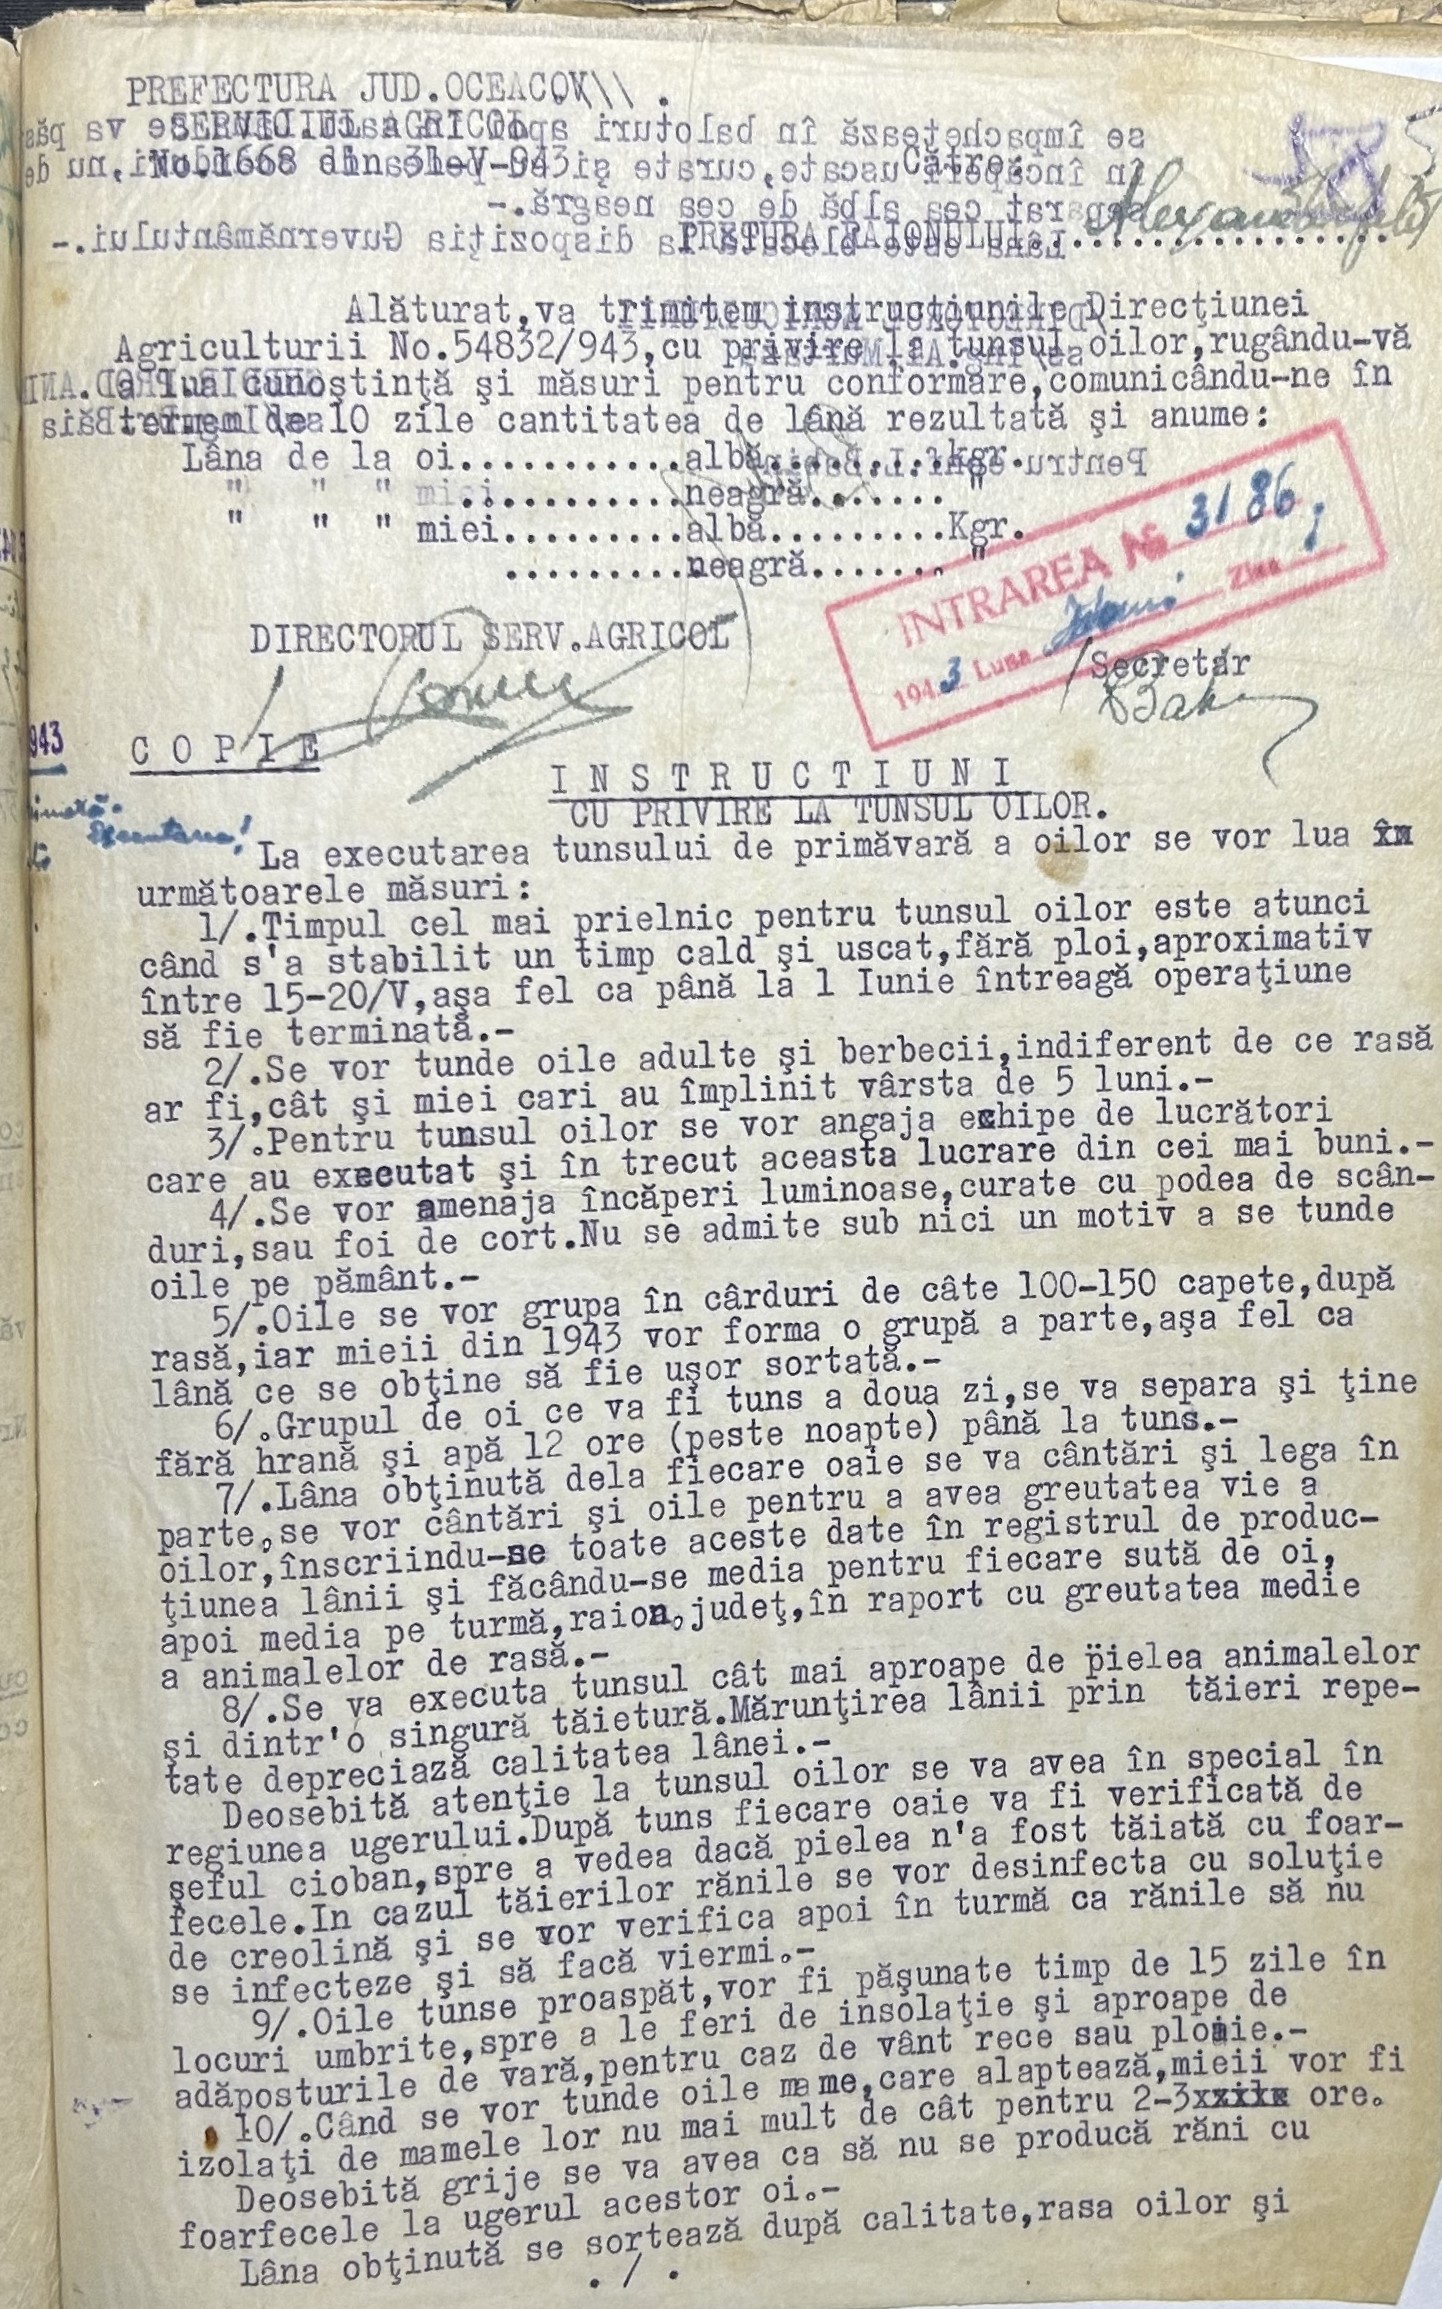 PREFECTURA JUD.OCEACOV\\ .
SERVICIUL AGRICOL
No.1668 din 31-V-943
Către,
PRETURA RAIONULUI....................
Alăturat,va trimitem instrucţiunile Direcţiunei
Agriculturii No.54832/943,cu privire la tunsul oilor,rugându-vă
a lua cunoştinţă şi măsuri pentru conformare,comunicându-ne în
termen de 10 zile cantitatea de lână rezultată şi anume:
Lâna de la oi...........albă.........kgr.
" " " ..........neagră....... "
" " " miei.........albă.........Kgr.
.........neagră....... "
INTRAREA № 3186
1943 Luna Iunie Ziua 1
DIRECTORUL SERV.AGRICOL
/Secretar
943
C O P I E
I N S T R U C T I U N I
CU PRIVIRE LA TUNSUL OILOR.
La executarea tunsului de primăvară a oilor se vor lua
următoarele măsuri:
1/.Timpul cel mai prielnic pentru tunsul oilor este atunci
când s'a stabilit un timp cald şi uscat,fără ploi,aproximativ
între 15-20/V,aşa fel ca până la 1 Iunie întreagă operaţiune
să fie terminată.-
2/.Se vor tunde oile adulte şi berbecii,indiferent de ce rasă
ar fi,cât şi miei cari au împlinit vârsta de 5 luni.-
3/.Pentru tunsul oilor se vor angaja echipe de lucrători
care au executat şi în trecut aceasta lucrare din cei mai buni.-
4/.Se vor amenaja încăperi luminoase,curate cu podea de scân-
duri,sau foi de cort.Nu se admite sub nici un motiv a se tunde
oile pe pământ.-
5/.Oile se vor grupa în cârduri de câte 100-150 capete,după
rasă,iar mieii din 1943 vor forma o grupă a parte,aşa fel ca
lână ce se obţine să fie uşor sortată.-
6/.Grupul de oi ce va fi tuns a doua zi,se va separa şi ţine
fără hrană şi apă 12 ore (peste noapte) până la tuns.-
7/.Lâna obţinută dela fiecare oaie se va cântări şi lega în
parte,se vor cântări şi oile pentru a avea greutatea vie a
oilor,înscriindu-se toate aceste date în registrul de produc-
ţiunea lânii şi făcându-se media pentru fiecare sută de oi,
apoi media pe turmă,raion,judeţ,în raport cu greutatea medie
a animalelor de rasă.-
8/.Se va executa tunsul cât mai aproape de pielea animalelor
şi dintr'o singură tăietură.Mărunţirea lânii prin tăieri repe-
tate depreciază calitatea lânei.-
Deosebită atenţie la tunsul oilor se va avea în special în
regiunea ugerului.După tuns fiecare oaie va fi verificată de
şeful cioban,spre a vedea dacă pielea n'a fost tăiată cu foar-
fecele.In cazul tăierilor rănile se vor desinfecta cu soluţie
de creolină şi se vor verifica apoi în turmă ca rănile să nu
se infecteze şi să facă viermi.-
9/.Oile tunse proaspăt,vor fi păşunate timp de 15 zile în
locuri umbrite,spre a le feri de insolaţie şi aproape de
adăposturile de vară,pentru caz de vânt rece sau ploaie.-
10/.Când se vor tunde oile mame,care alaptează,mieii vor fi
izolaţi de mamele lor nu mai mult de cât pentru 2-3 ore.
Deosebită grije se va avea ca să nu se producă răni cu
foarfecele la ugerul acestor oi.-
Lâna obţinută se sortează după calitate,rasa oilor şi
. / .